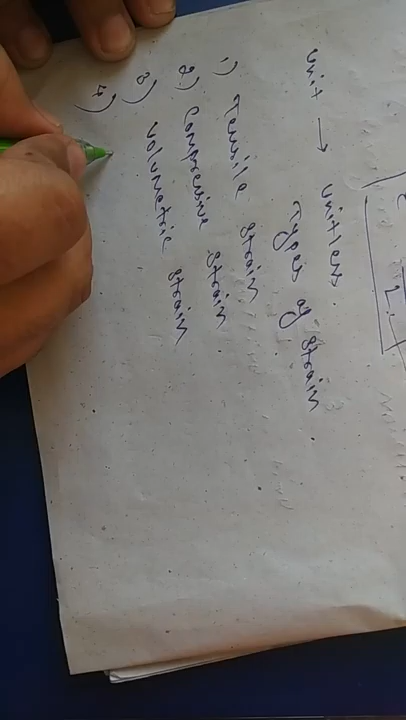 Unit → Unitless.
Types of strain
1) Tensile strain
2) Compressive strain
3) Volumetric strain
4)